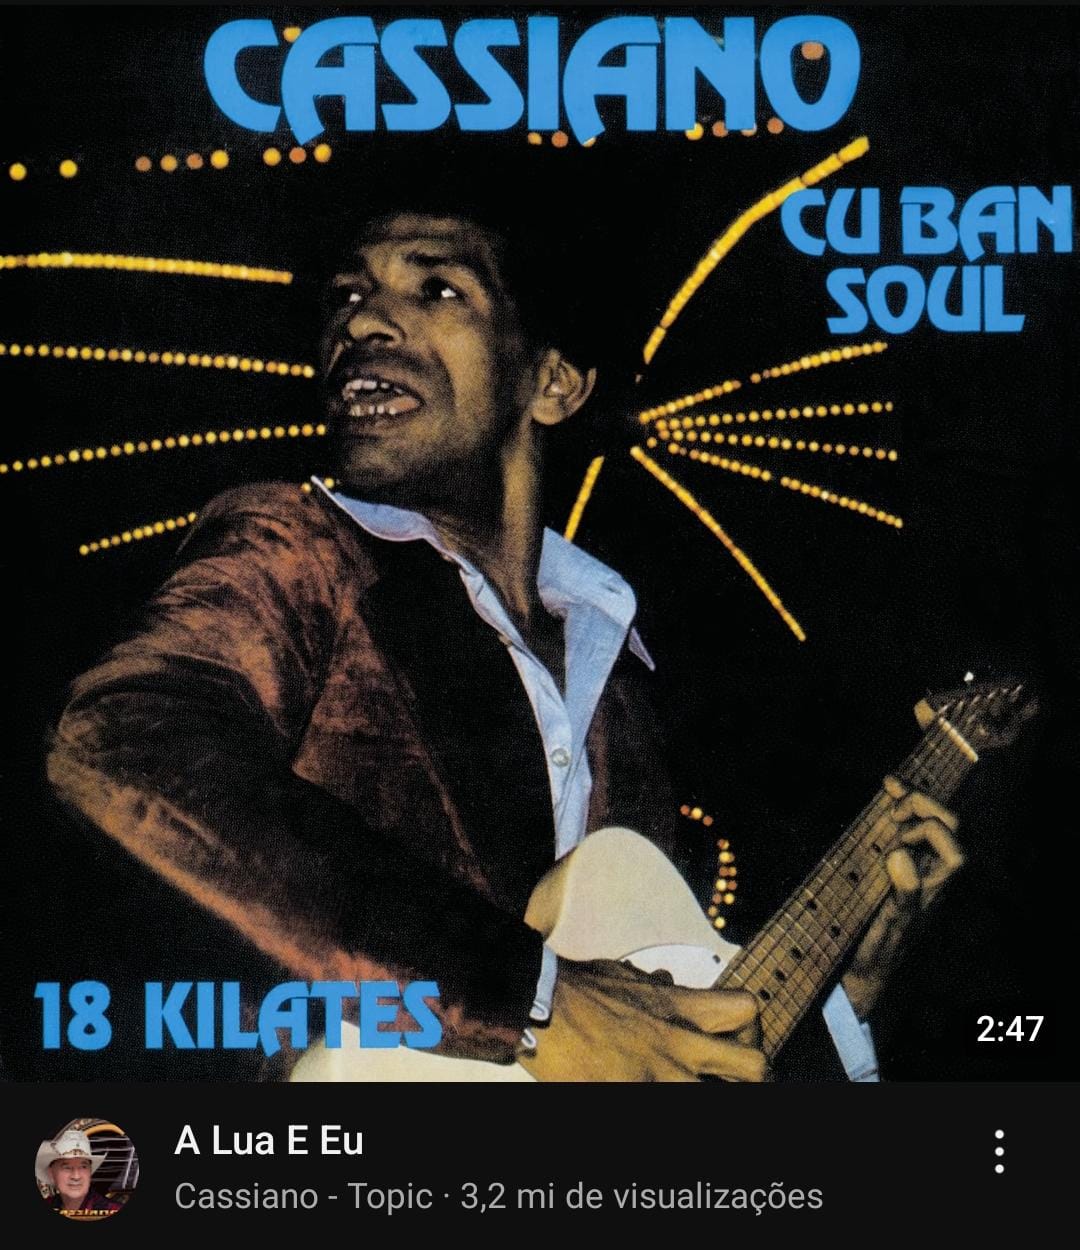 CASSIANO
CU BAN
SOUL
18 KILATES
2:47
A Lua E Eu
Cassiano - Topic · 3,2 mi de visualizações